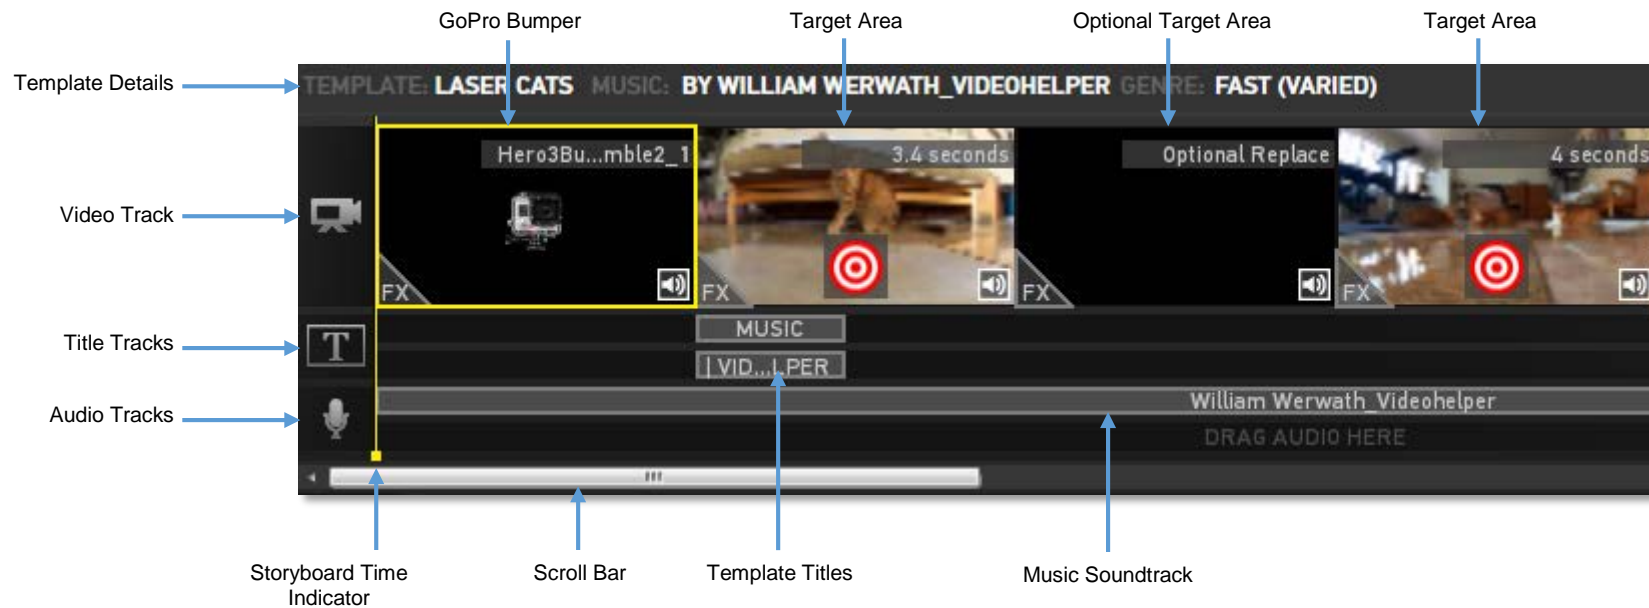 GoPro Bumper
Target Area
Optional Target Area
Target Area
Template Details
TEMPLATE: LASER CATS MUSIC: BY WILLIAM WERWATH_VIDEOHELPER GENRE: FAST (VARIED)
Hero3Bu...mble2_1
3.4 seconds
Optional Replace
4 seconds
Video Track
FX
FX
FX
FX
Title Tracks
T
MUSIC
| VID...LPER
Audio Tracks
William Werwath_Videohelper
DRAG AUDIO HERE
Storyboard Time
Indicator
Scroll Bar
Template Titles
Music Soundtrack